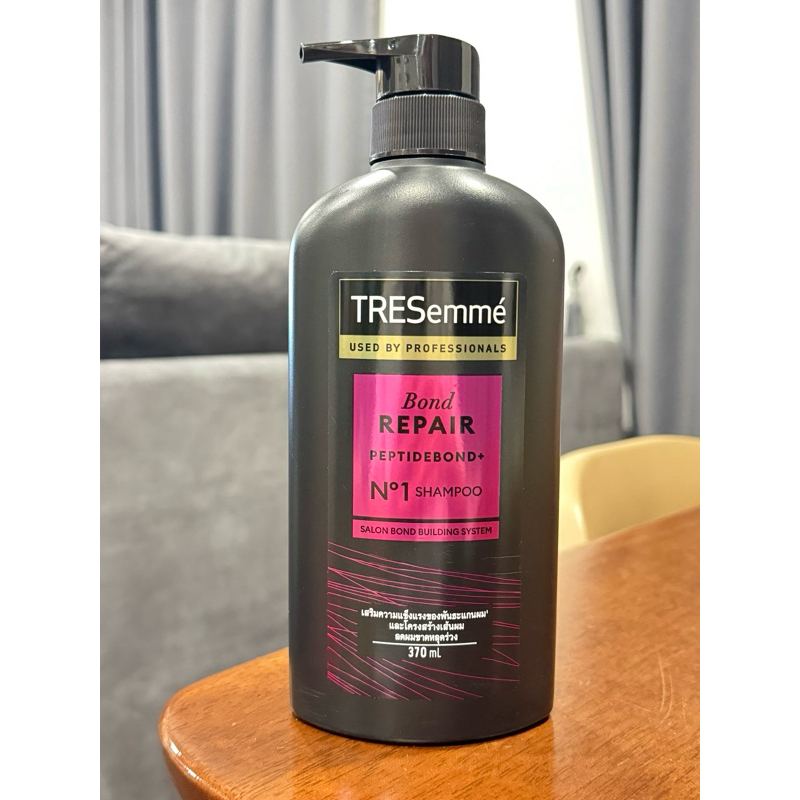 TRESemmé
USED BY PROFESSIONALS
Bond
REPAIR
PEPTIDEBOND+
Nº1 SHAMPOO
SALON BOND BUILDING SYSTEM
เสริมความแข็งแรงของพันธะแกนผม¹
และโครงสร้างเส้นผม
ลดผมขาดหลุดร่วง
370 ml